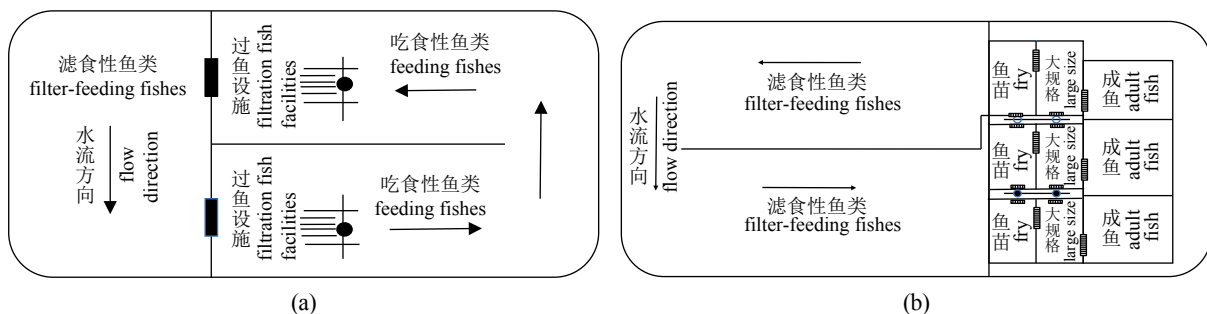 滤食性鱼类
filter-feeding fishes
水流方向
flow
direction
过鱼设施
filtration fish
facilities
吃食性鱼类
feeding fishes
过鱼设施
filtration fish
facilities
吃食性鱼类
feeding fishes
(a)
水流方向
flow direction
滤食性鱼类
filter-feeding fishes
滤食性鱼类
filter-feeding fishes
鱼苗
fry
大规格
large size
成鱼
adult
fish
鱼苗
fry
大规格
large size
成鱼
adult
fish
鱼苗
fry
大规格
large size
成鱼
adult
fish
(b)